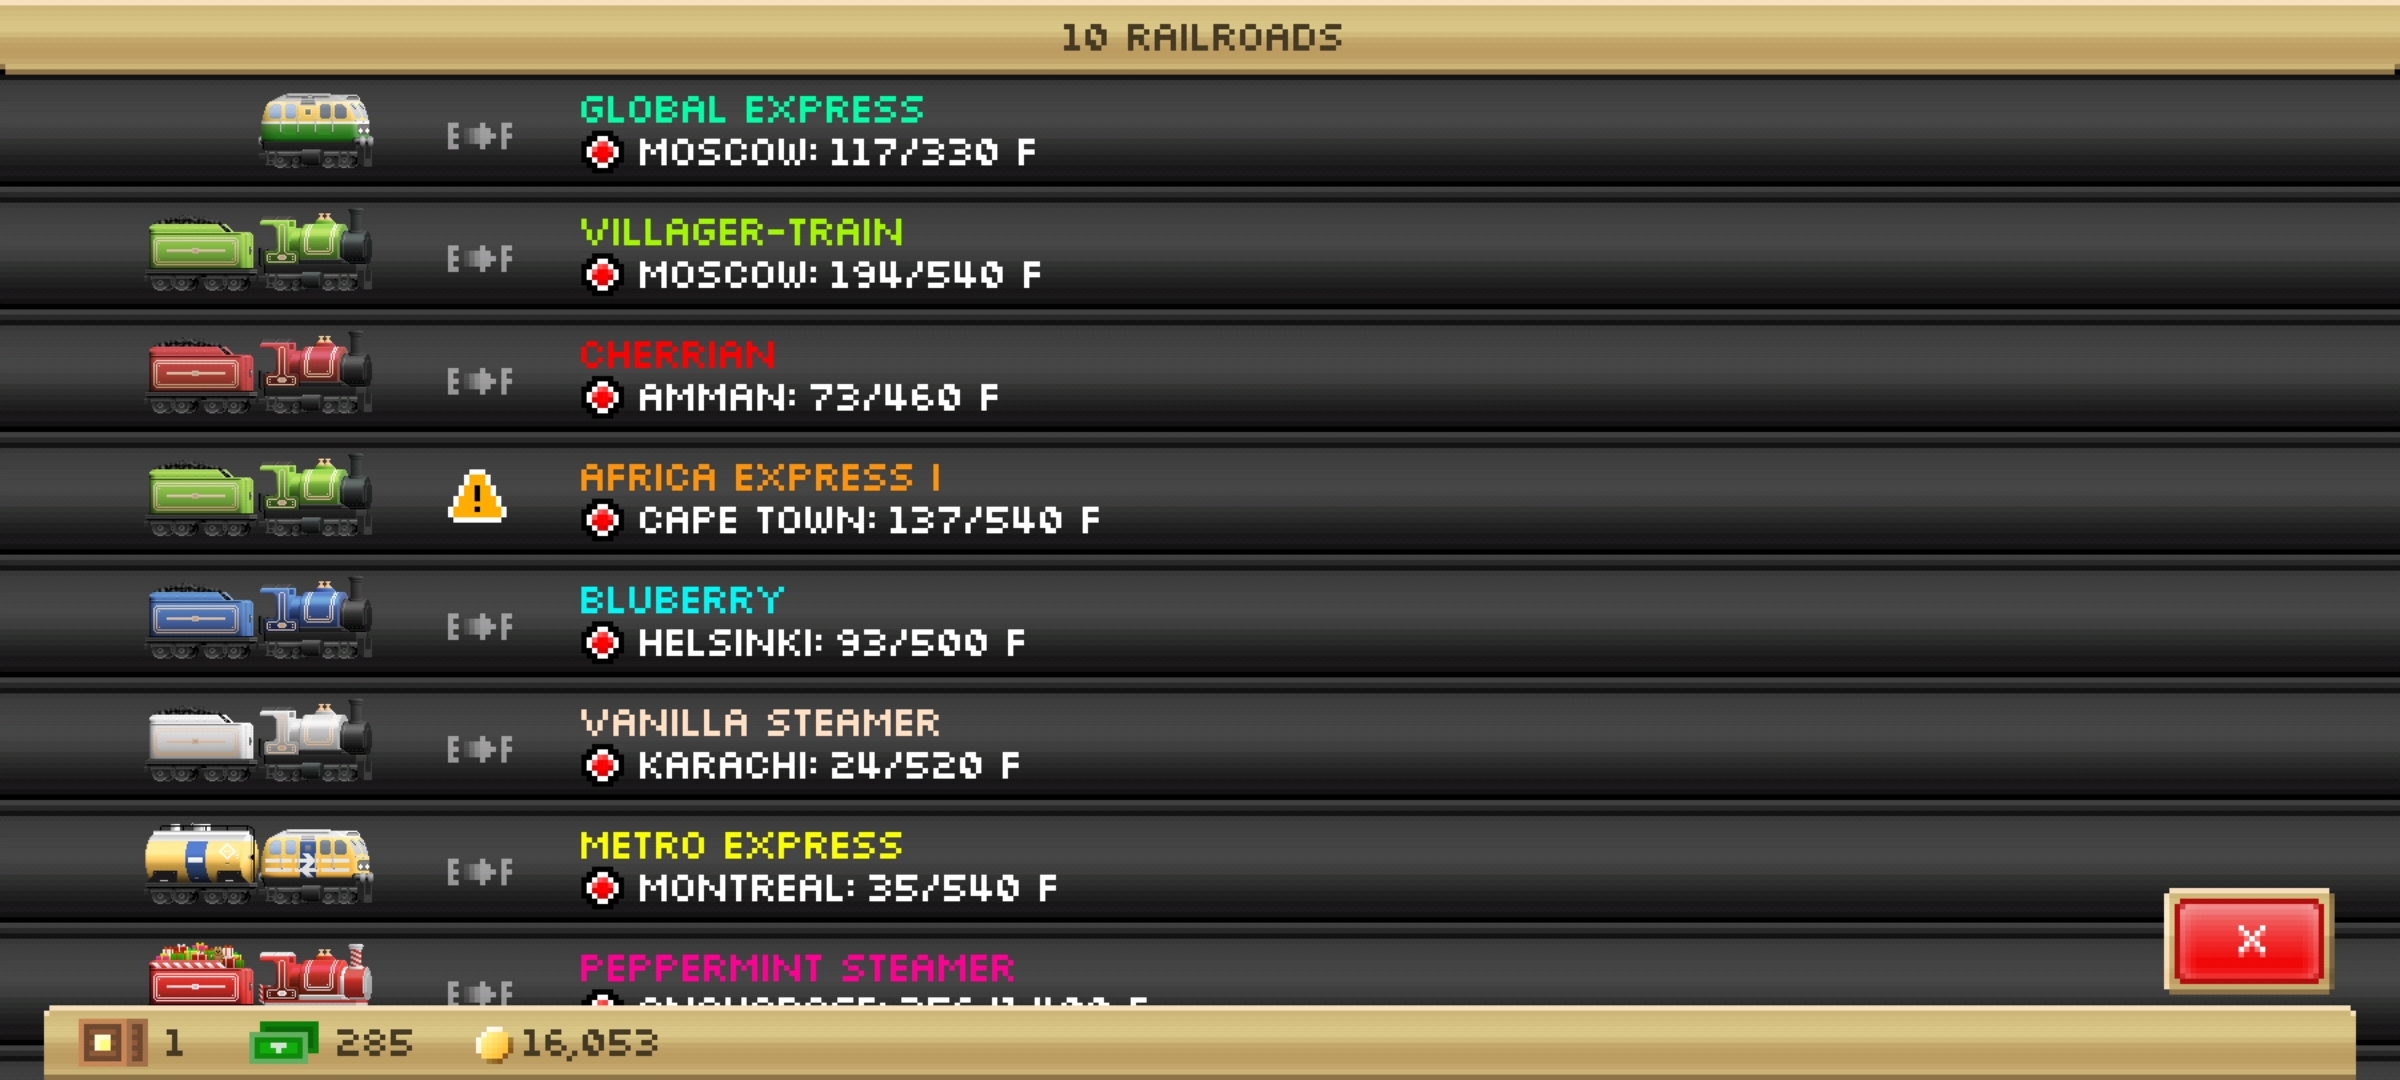 10 RAILROADS
E F
GLOBAL EXPRESS
MOSCOW: 117/330 F
E F
VILLAGER-TRAIN
MOSCOW: 194/540 F
E F
CHERRIAN
AMMAN: 73/460 F
!
AFRICA EXPRESS I
CAPE TOWN: 137/540 F
E F
BLUBERRY
HELSINKI: 93/500 F
E F
VANILLA STEAMER
KARACHI: 24/520 F
E F
METRO EXPRESS
MONTREAL: 35/540 F
E F
PEPPERMINT STEAMER
X
1 285 16,053